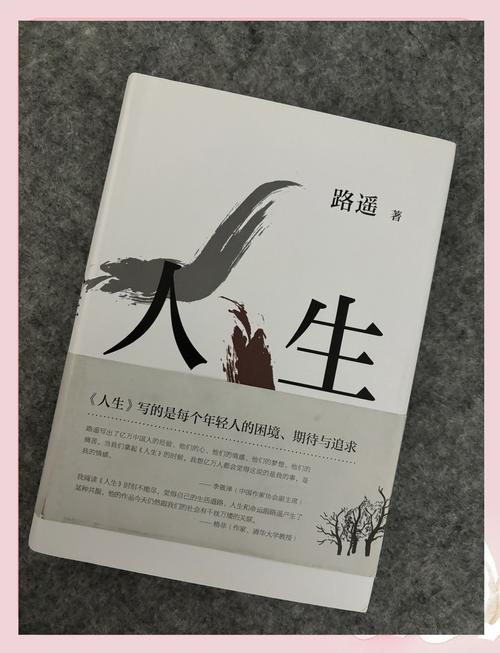 路遥 著
人生
《人生》写的是每个年轻人的困境、期待与追求
路遥写出了亿万中国人的经验、他们的心、他们的情感、他们的梦想、他们的
痛苦。当我们拿起《人生》的时候，我想亿万人都会觉得这说的是我的事，是
我的情感。
——李敬泽（中国作家协会副主席）
我阅读《人生》时的不能尽，觉得自己的生活道路、人生和命运跟路遥产生了
某种共振，他的作品今天仍然跟我们的社会有千丝万缕的关联。
——格非（作家、清华大学教授）